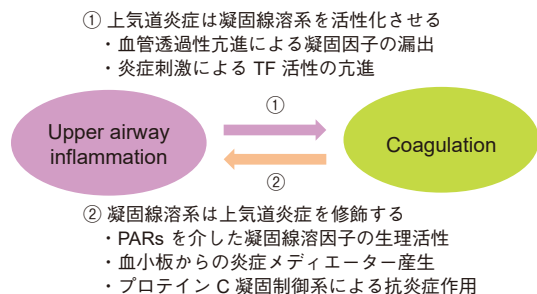 ① 上気道炎症は凝固線溶系を活性化させる
・血管透過性亢進による凝固因子の漏出
・炎症刺激による TF 活性の亢進
①
Upper airway
inflammation
Coagulation
②
② 凝固線溶系は上気道炎症を修飾する
・PARs を介した凝固線溶因子の生理活性
・血小板からの炎症メディエーター産生
・プロテイン C 凝固制御系による抗炎症作用